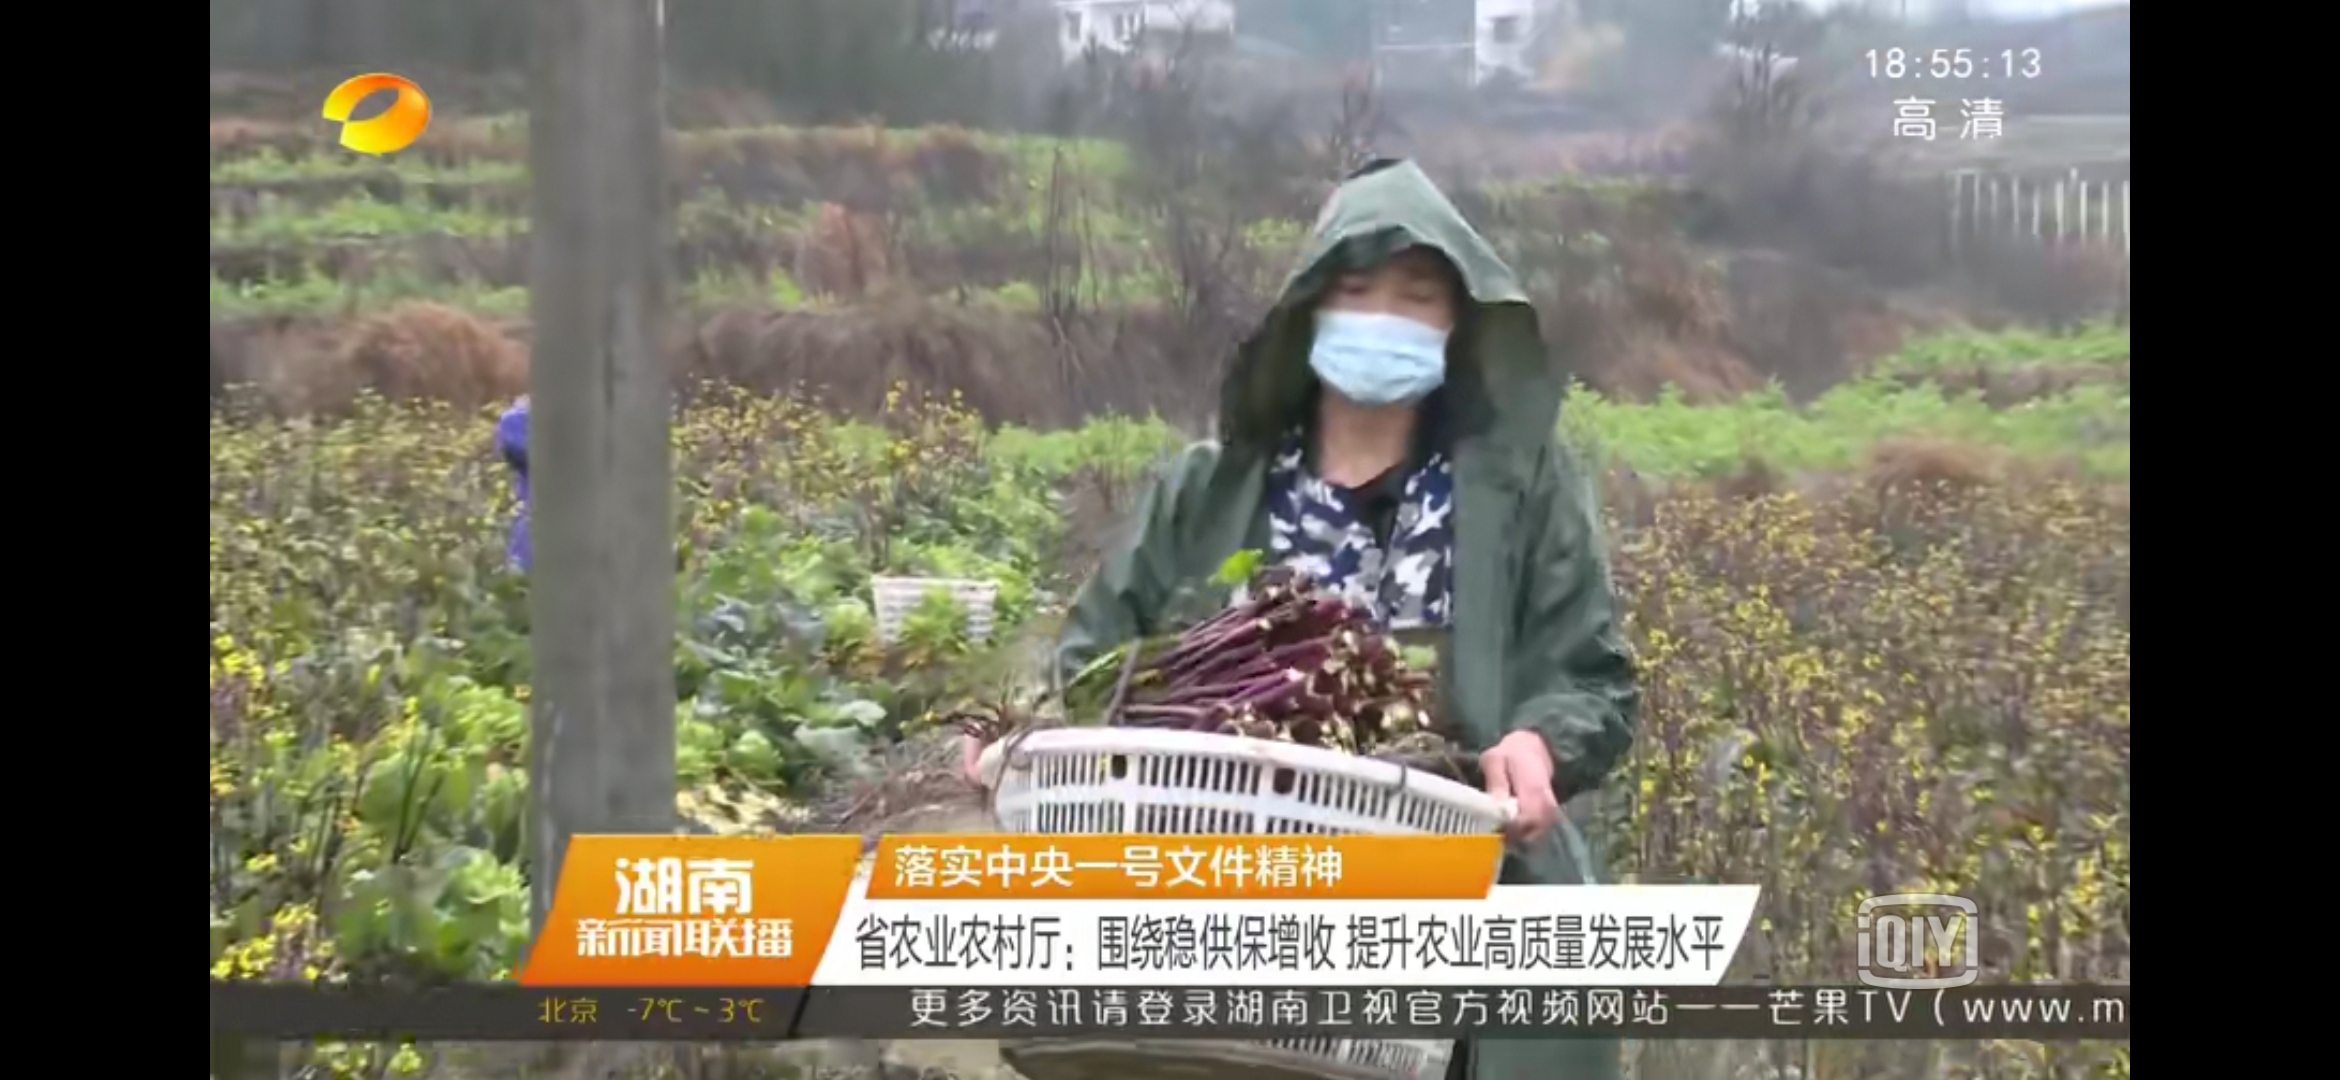 18:55:13
高清
湖南
新闻联播
落实中央一号文件精神
省农业农村厅：围绕稳供保增收 提升农业高质量发展水平
iQIY
北京 -7℃~3℃
更多资讯请登录湖南卫视官方视频网站——芒果TV（www.m